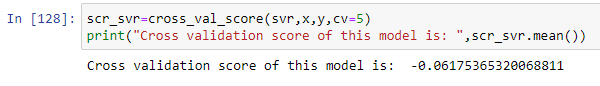 In [128]: scr_svr=cross_val_score(svr,x,y,cv=5)
print("Cross validation score of this model is: ",scr_svr.mean())
Cross validation score of this model is:  -0.06175365320068811